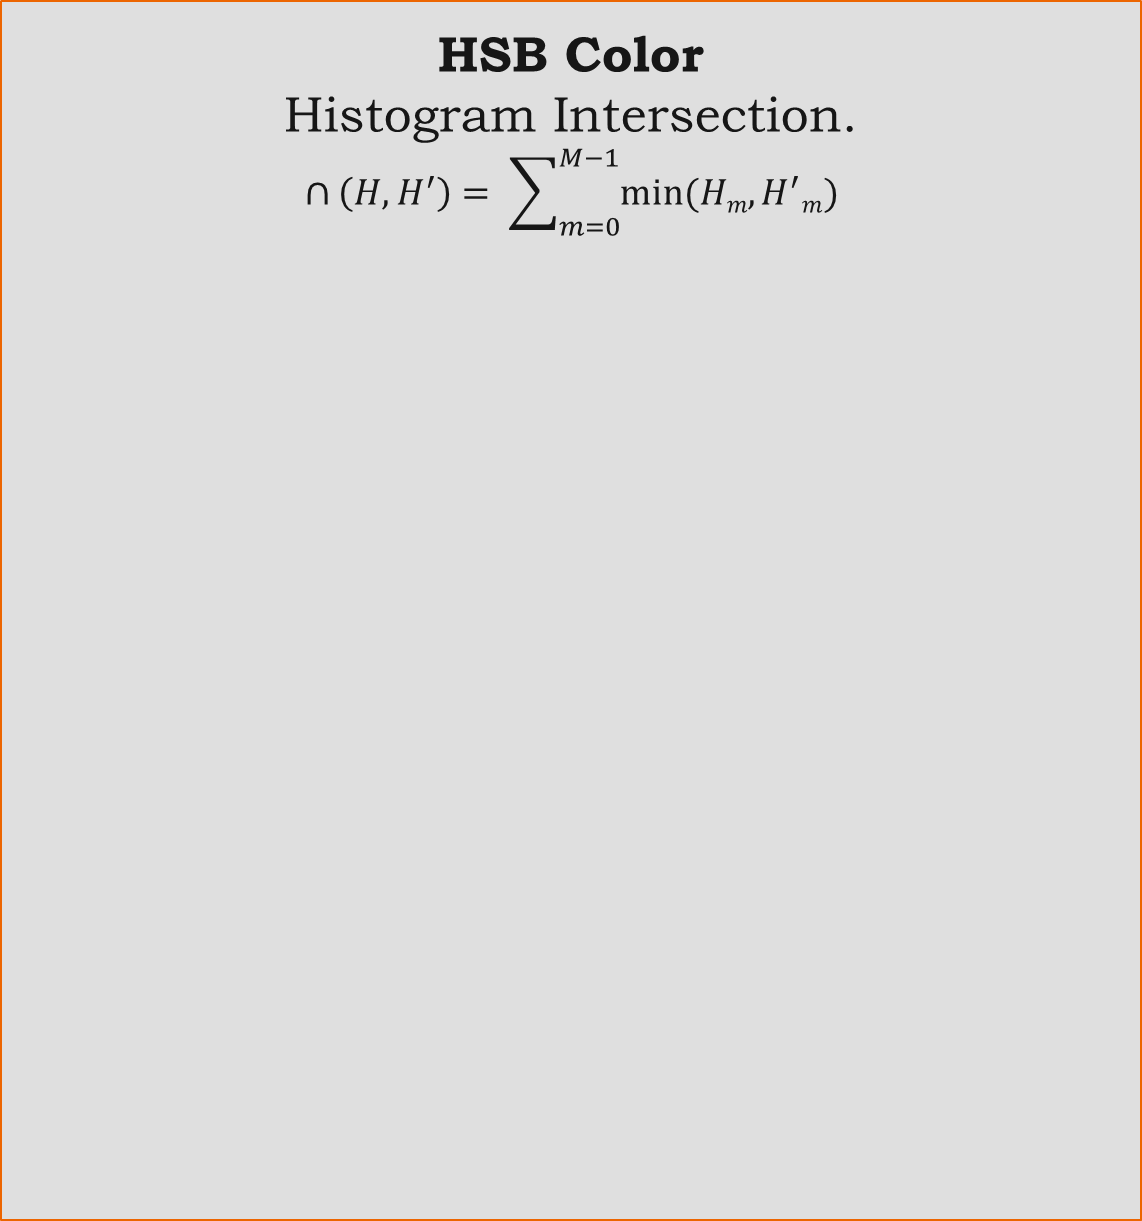 HSB Color
Histogram Intersection.
∩ (H, H′) = ∑_{m=0}^{M−1} min(H_m, H′_m)